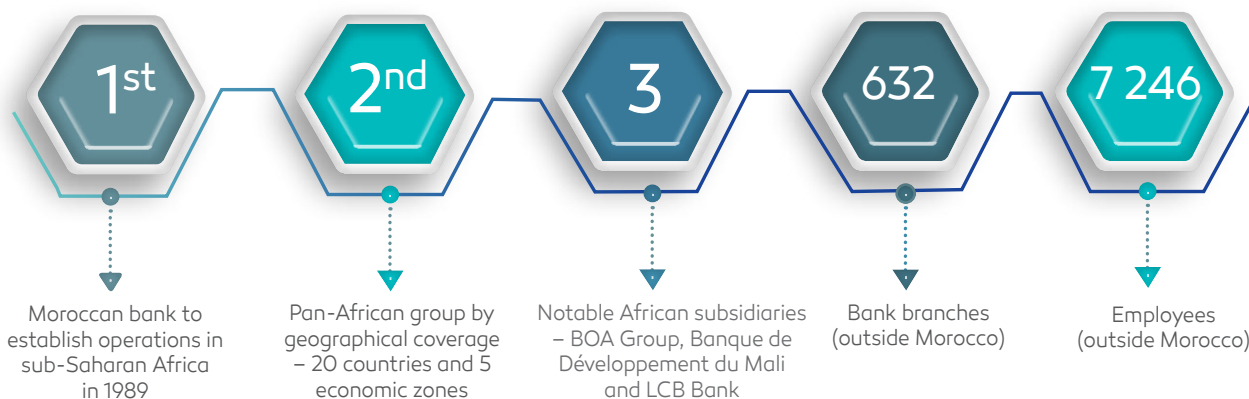 1st
Moroccan bank to
establish operations in
sub-Saharan Africa
in 1989
2nd
Pan-African group by
geographical coverage
– 20 countries and 5
economic zones
3
Notable African subsidiaries
– BOA Group, Banque de
Développement du Mali
and LCB Bank
632
Bank branches
(outside Morocco)
7 246
Employees
(outside Morocco)